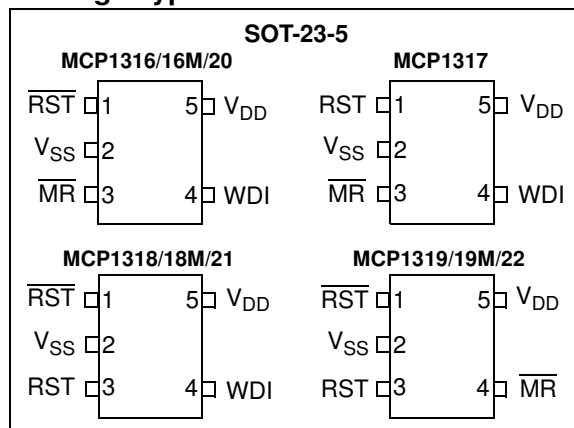 SOT-23-5
MCP1316/16M/20
RST 1 5 VDD
VSS 2
MR 3 4 WDI
MCP1317
RST 1 5 VDD
VSS 2
MR 3 4 WDI
MCP1318/18M/21
RST 1 5 VDD
VSS 2
RST 3 4 WDI
MCP1319/19M/22
RST 1 5 VDD
VSS 2
RST 3 4 MR